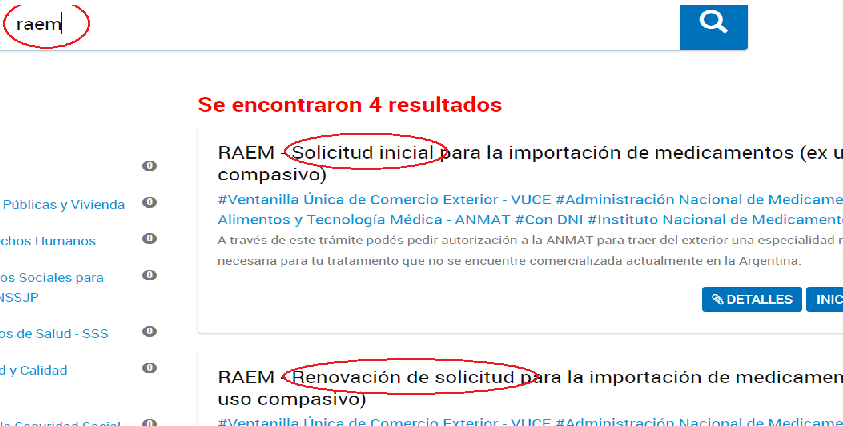 raem
Se encontraron 4 resultados
RAEM - Solicitud inicial para la importación de medicamentos (ex u
compasivo)
#Ventanilla Única de Comercio Exterior - VUCE #Administración Nacional de Medicame
Alimentos y Tecnología Médica - ANMAT #Con DNI #Instituto Nacional de Medicament
A través de este trámite podés pedir autorización a la ANMAT para traer del exterior una especialidad
necesaria para tu tratamiento que no se encuentre comercializada actualmente en la Argentina.
DETALLES
INIC
RAEM - Renovación de solicitud para la importación de medicamen
uso compasivo)
#Ventanilla Única de Comercio Exterior - VUCE #Administración Nacional de Medicame
0
Públicas y Vivienda 0
chos Humanos 0
os Sociales para 0
NSSJP
os de Salud - SSS 0
d y Calidad 0
de Seguridad Social 0